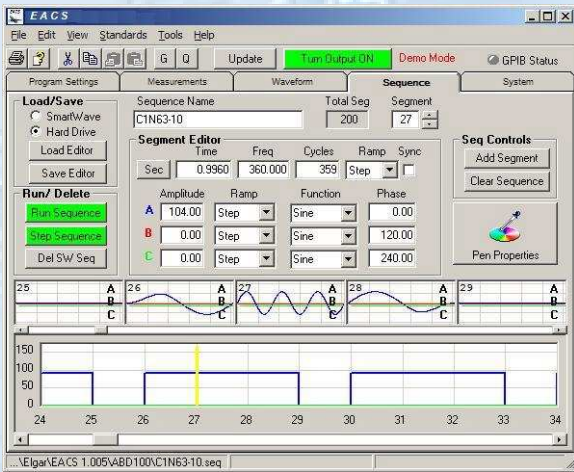 EACS
File Edit View Standards Tools Help
G Q Update Turn Output ON Demo Mode GPIB Status
Program Settings Measurements Waveform Sequence System
Load/Save
SmartWave
Hard Drive
Load Editor
Save Editor
Run/ Delete
Run Sequence
Step Sequence
Del SW Seq
Sequence Name Total Seg Segment
C1N63-10 200 27
Segment Editor
Time Freq Cycles Ramp Sync
Sec 0.9960 360.000 359 Step
Amplitude Ramp Function Phase
A 104.00 Step Sine 0.00
B 0.00 Step Sine 120.00
C 0.00 Step Sine 240.00
Seq Controls
Add Segment
Clear Sequence
Pen Properties
25 A B C 26 A B C 27 A B C 28 A B C 29 A B C
150
100
50
0
24 25 26 27 28 29 30 31 32 33 34
...\Elgar\EACS 1.005\ABD100\C1N63-10.seq